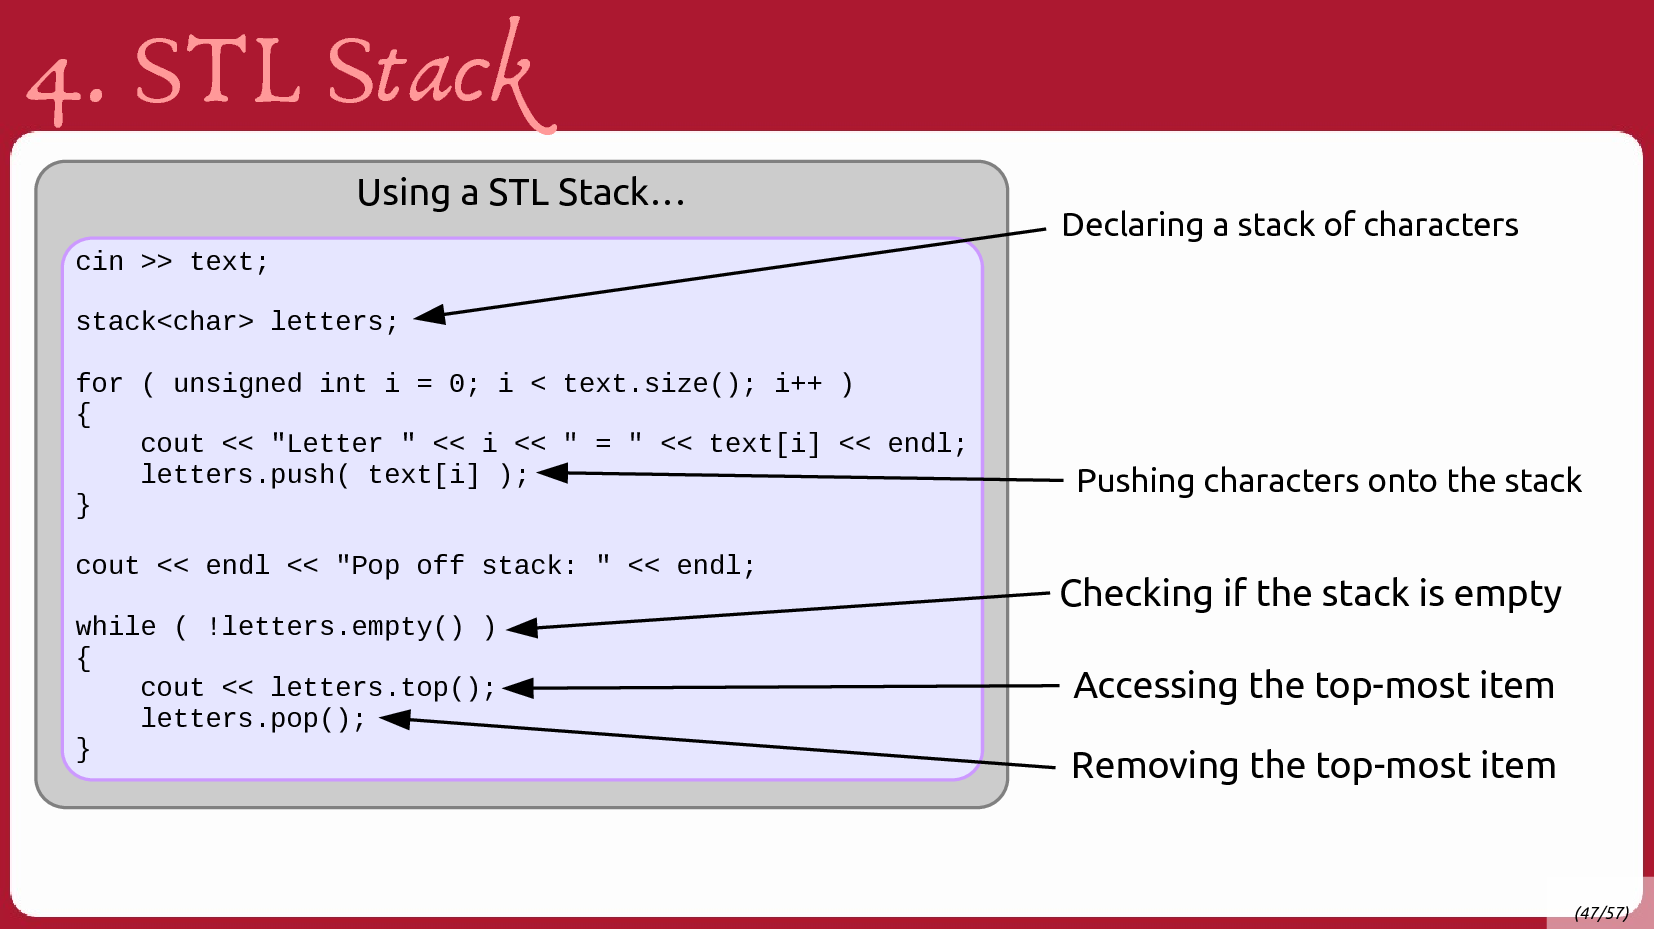 4. STL Stack
Using a STL Stack...
cin >> text;
stack<char> letters;
for ( unsigned int i = 0; i < text.size(); i++ )
{
    cout << "Letter " << i << " = " << text[i] << endl;
    letters.push( text[i] );
}
cout << endl << "Pop off stack: " << endl;
while ( !letters.empty() )
{
    cout << letters.top();
    letters.pop();
}
Declaring a stack of characters
Pushing characters onto the stack
Checking if the stack is empty
Accessing the top-most item
Removing the top-most item
(47/57)